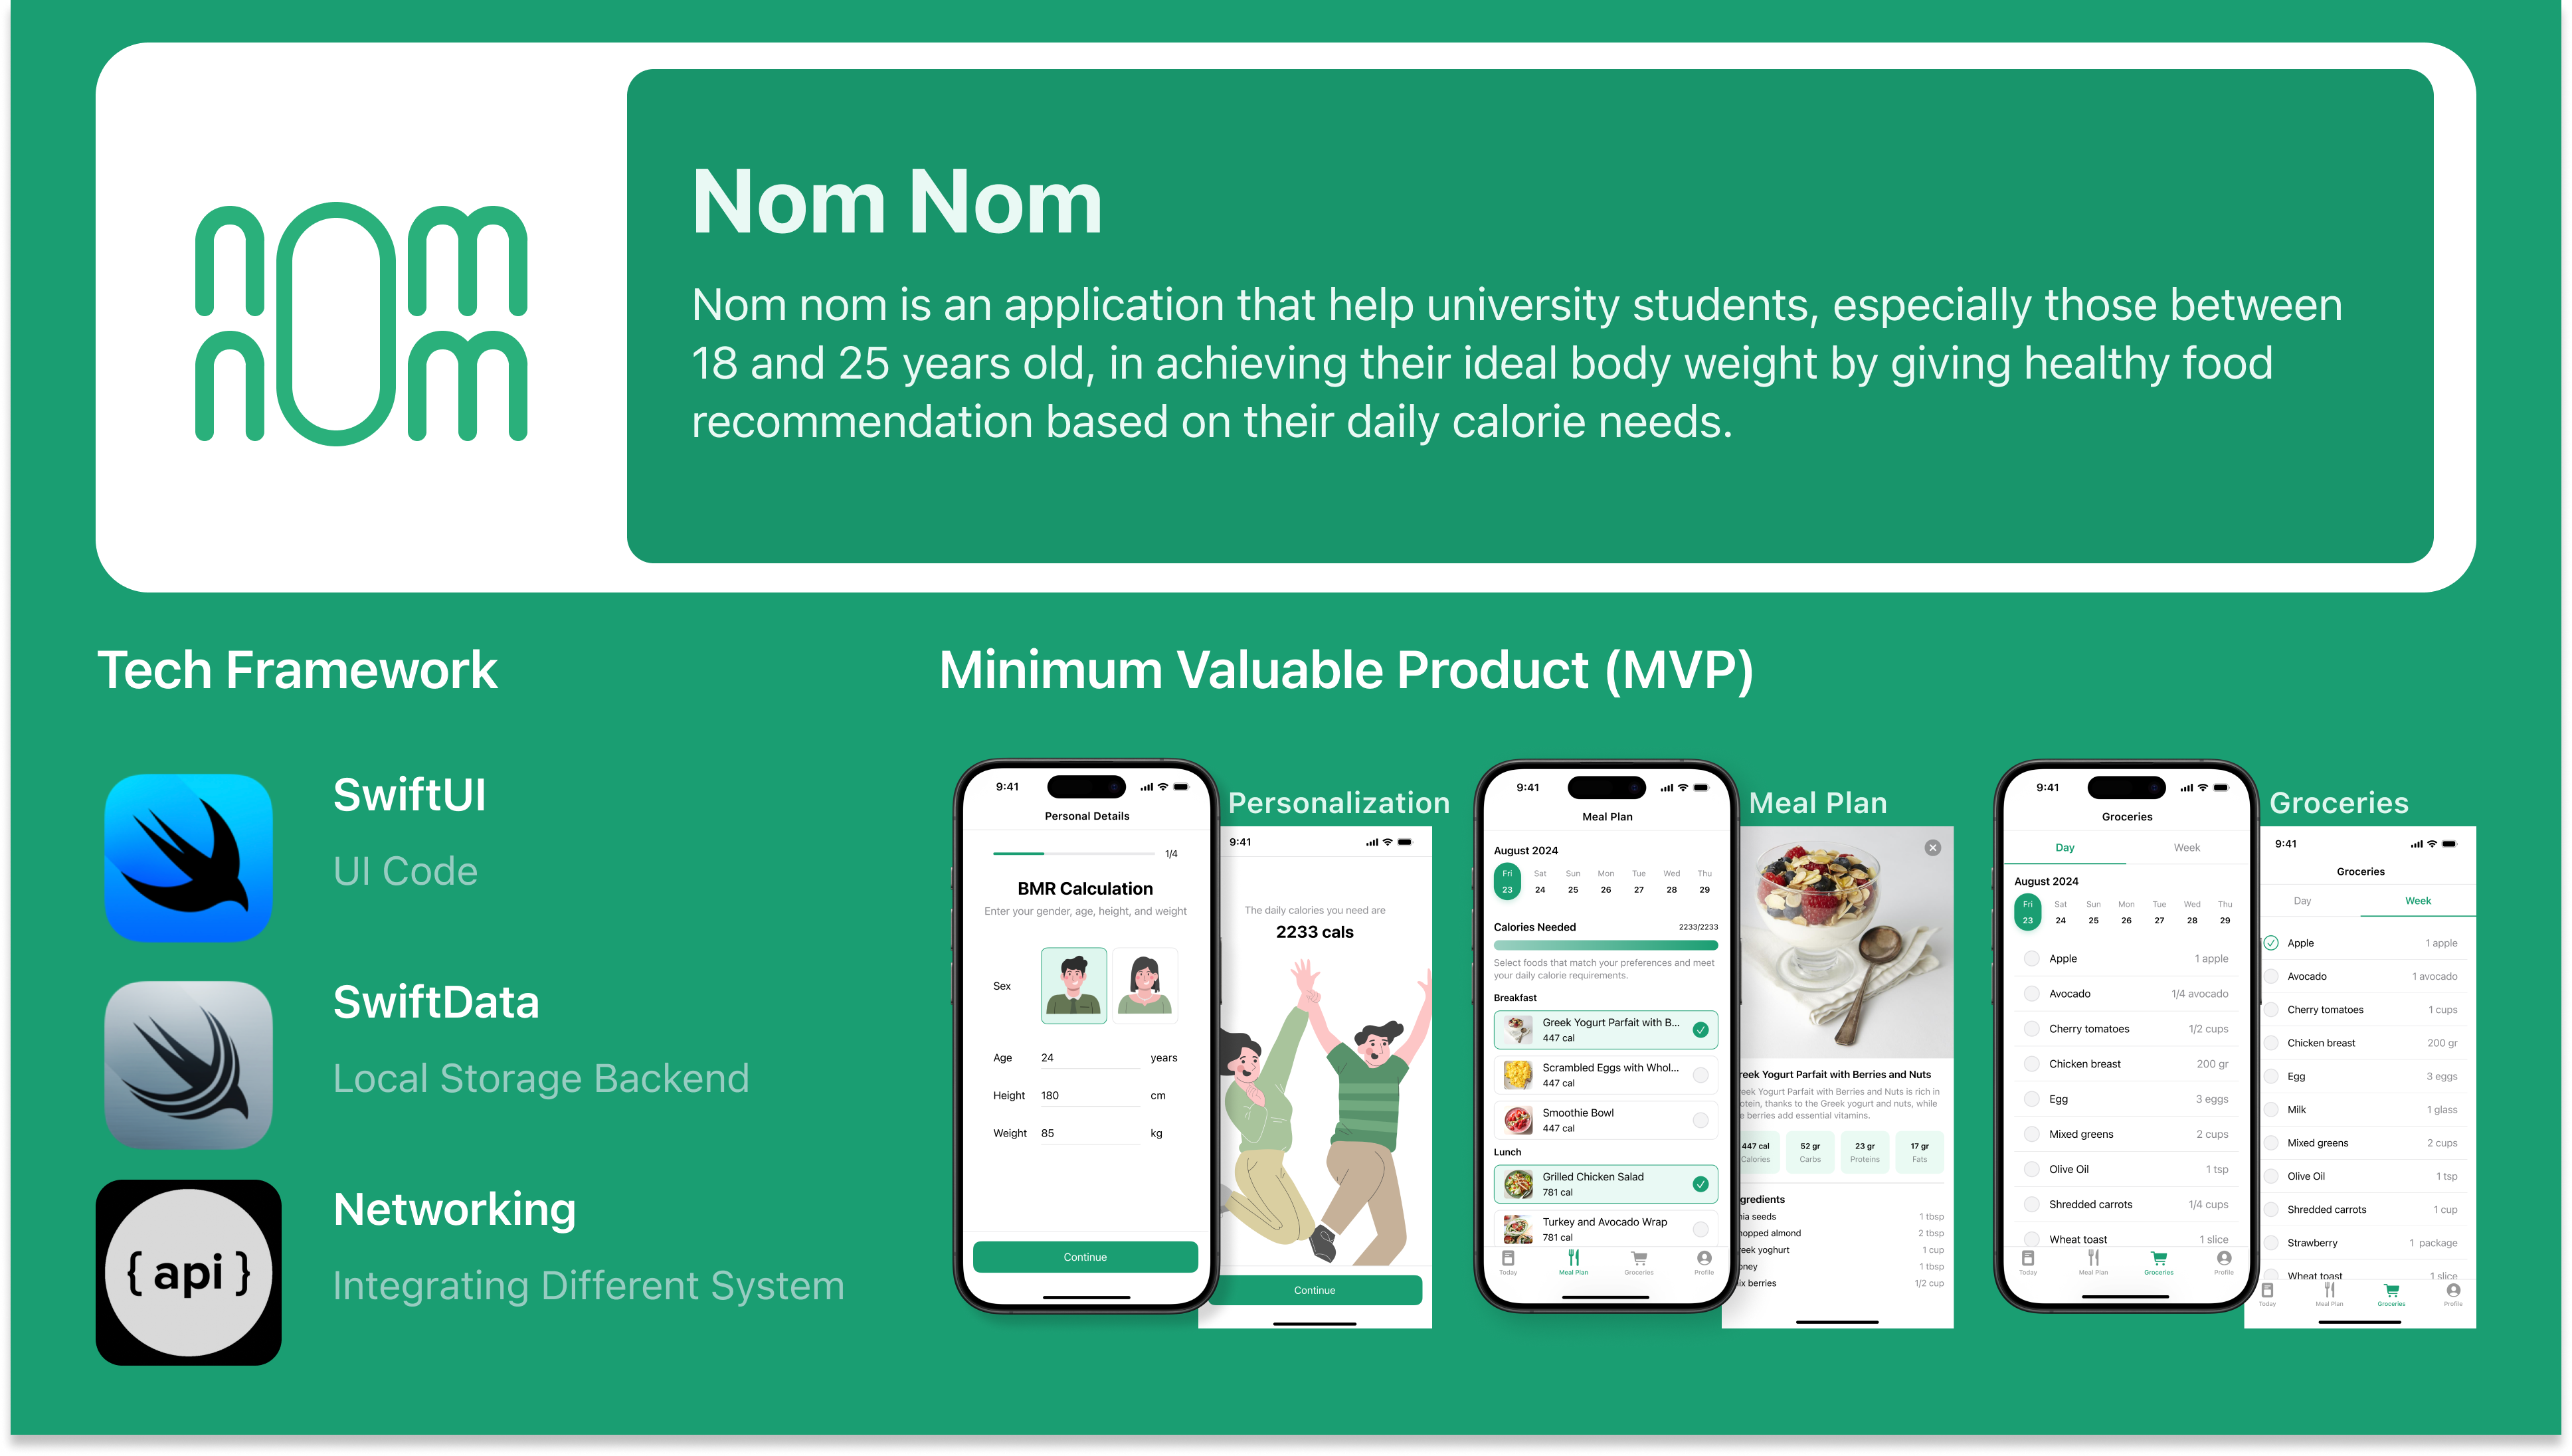 nom
nom
Nom Nom
Nom nom is an application that help university students, especially those between
18 and 25 years old, in achieving their ideal body weight by giving healthy food
recommendation based on their daily calorie needs.
Tech Framework
SwiftUI
UI Code
SwiftData
Local Storage Backend
{ api }
Networking
Integrating Different System
Minimum Valuable Product (MVP)
9:41
Personal Details
1/4
BMR Calculation
Enter your gender, age, height, and weight
Sex
Age 24 years
Height 180 cm
Weight 85 kg
Continue
Personalization
9:41
The daily calories you need are
2233 cals
Continue
9:41
Meal Plan
August 2024
Fri Sat Sun Mon Tue Wed Thu
23 24 25 26 27 28 29
Calories Needed 2233/2233
Select foods that match your preferences and meet
your daily calorie requirements.
Breakfast
Greek Yogurt Parfait with B...
447 cal
Scrambled Eggs with Whol...
447 cal
Smoothie Bowl
447 cal
Lunch
Grilled Chicken Salad
781 cal
Turkey and Avocado Wrap
781 cal
Today Meal Plan Groceries Profile
Meal Plan
reek Yogurt Parfait with Berries and Nuts
eek Yogurt Parfait with Berries and Nuts is rich in
otein, thanks to the Greek yogurt and nuts, while
e berries add essential vitamins.
447 cal 52 gr 23 gr 17 gr
Calories Carbs Proteins Fats
gredients
ia seeds 1 tbsp
hopped almond 2 tbsp
eek yoghurt 1 cup
oney 1 tbsp
ix berries 1/2 cup
9:41
Groceries
Day Week
August 2024
Fri Sat Sun Mon Tue Wed Thu
23 24 25 26 27 28 29
Apple 1 apple
Avocado 1/4 avocado
Cherry tomatoes 1/2 cups
Chicken breast 200 gr
Egg 3 eggs
Mixed greens 2 cups
Olive Oil 1 tsp
Shredded carrots 1/4 cups
Wheat toast 1 slice
Today Meal Plan Groceries Profile
Groceries
9:41
Groceries
Day Week
Apple 1 apple
Avocado 1 avocado
Cherry tomatoes 1 cups
Chicken breast 200 gr
Egg 3 eggs
Milk 1 glass
Mixed greens 2 cups
Olive Oil 1 tsp
Shredded carrots 1 cup
Strawberry 1 package
Wheat toast 1 slice
Today Meal Plan Groceries Profile